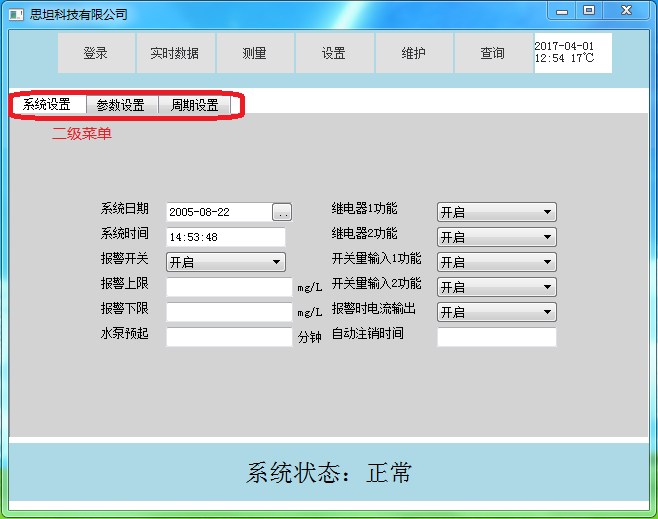 思坦科技有限公司
登录 实时数据 测量 设置 维护 查询 2017-04-01
12:54 17℃
系统设置 参数设置 周期设置
二级菜单
系统日期 2005-08-22 .. 继电器1功能 开启
系统时间 14:53:48 继电器2功能 开启
报警开关 开启 开关量输入1功能 开启
报警上限 mg/L 开关量输入2功能 开启
报警下限 mg/L 报警时电流输出 开启
水泵预起 分钟 自动注销时间
系统状态：正常